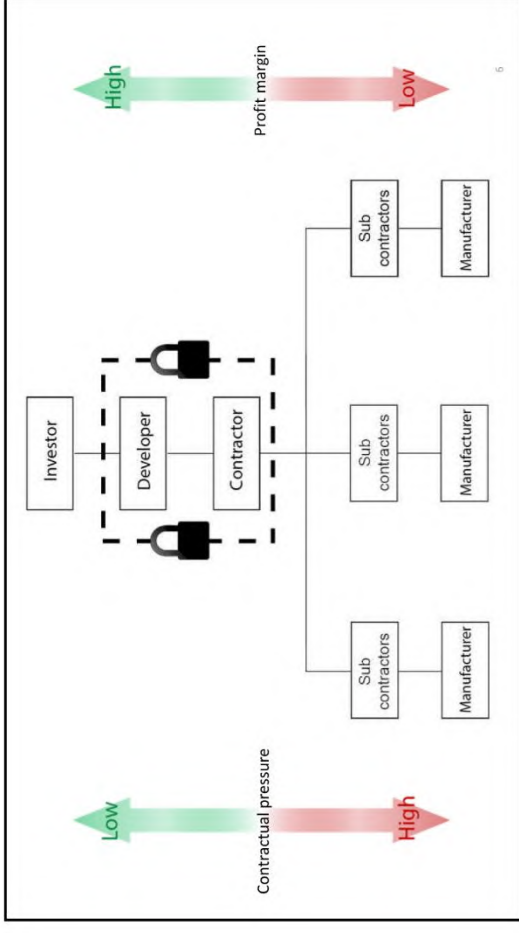 Low
High
Investor
Developer
Contractor
Contractual pressure
Profit margin
Sub
contractors
Sub
contractors
Sub
contractors
Manufacturer
Manufacturer
Manufacturer
High
Low
6